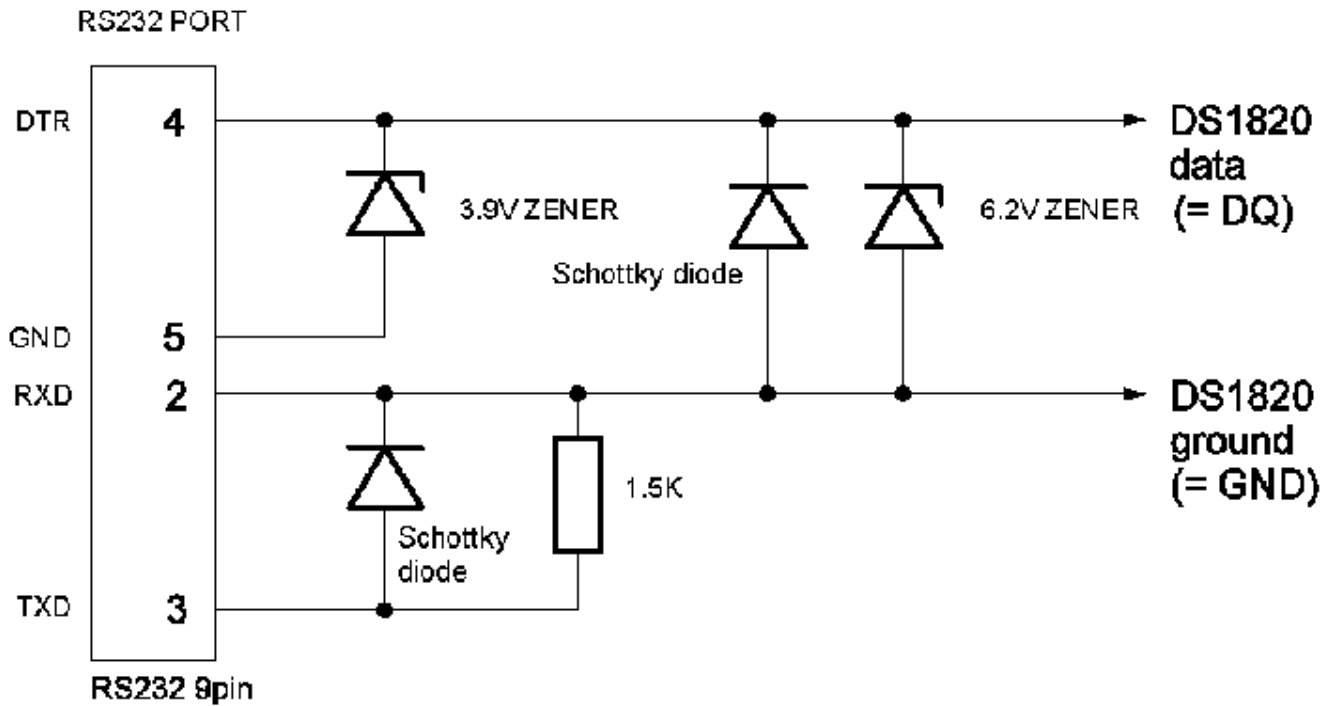 RS232 PORT
DTR
4
DS1820
data
(= DQ)
3.9V ZENER
6.2V ZENER
Schottky diode
GND
5
RXD
2
DS1820
ground
(= GND)
1.5K
Schottky
diode
TXD
3
RS232 9pin